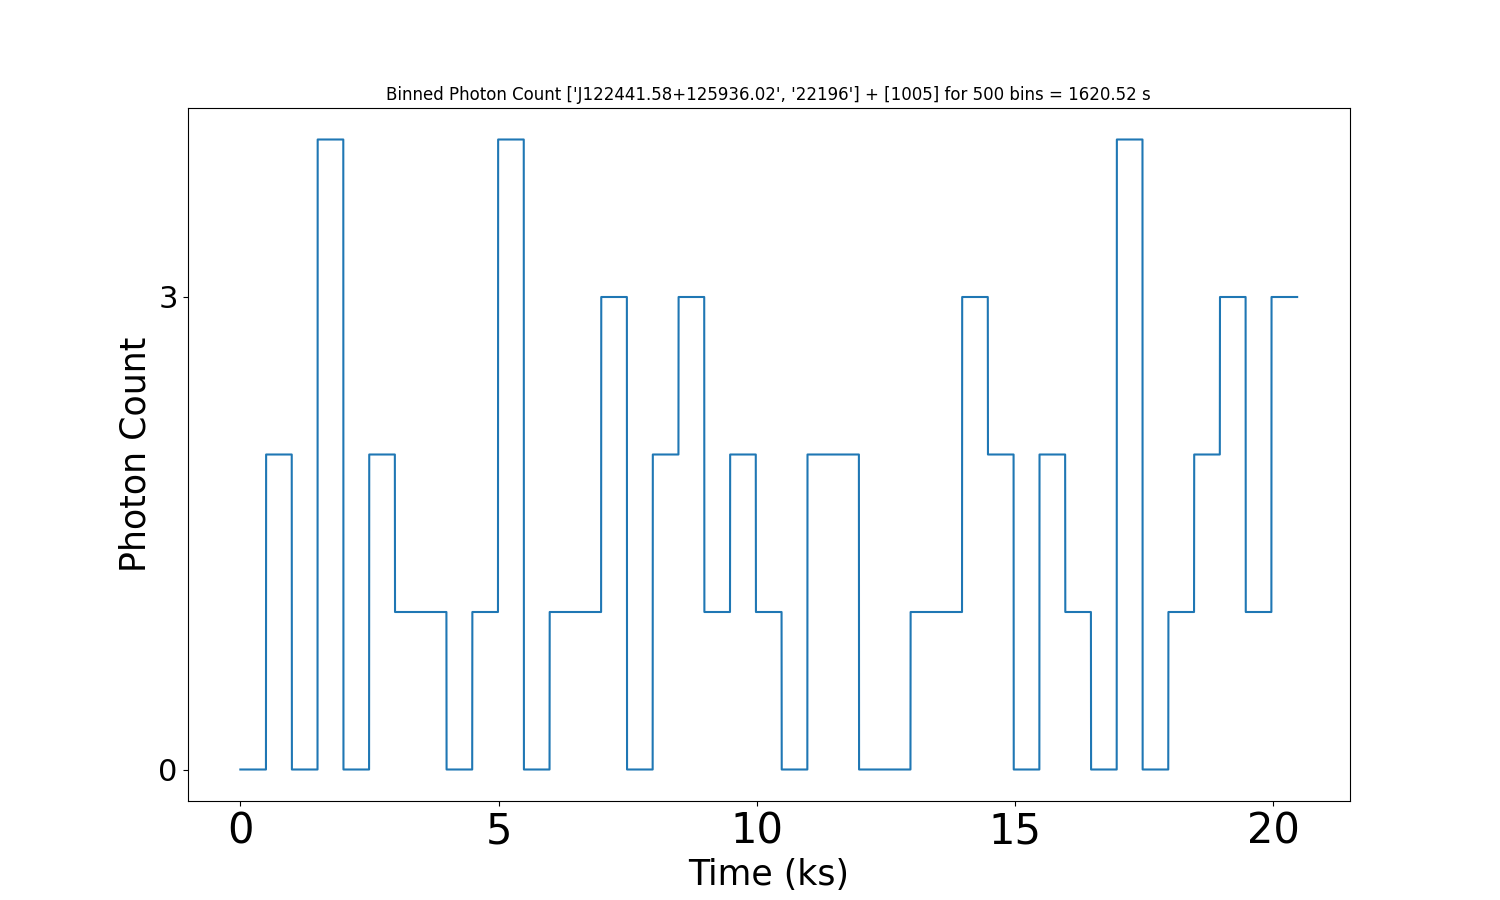 Binned Photon Count ['J122441.58+125936.02', '22196'] + [1005] for 500 bins = 1620.52 s
Photon Count
3
0
0 5 10 15 20
Time (ks)